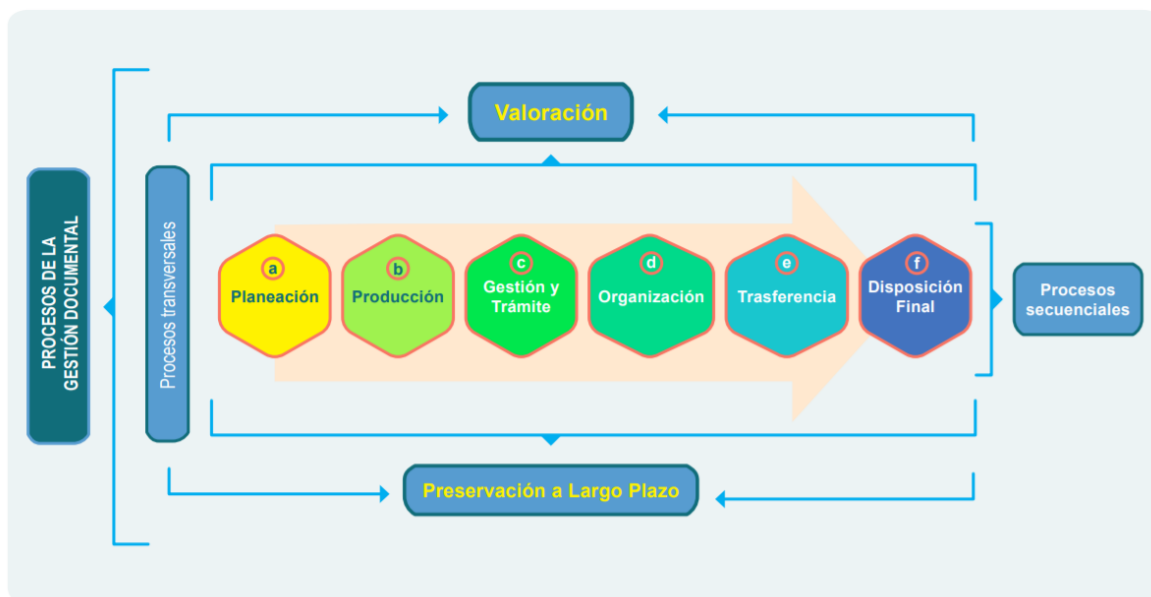 PROCESOS DE LA
GESTIÓN DOCUMENTAL
Procesos transversales
Valoración
a
Planeación
b
Producción
c
Gestión y
Trámite
d
Organización
e
Trasferencia
f
Disposición
Final
Procesos
secuenciales
Preservación a Largo Plazo